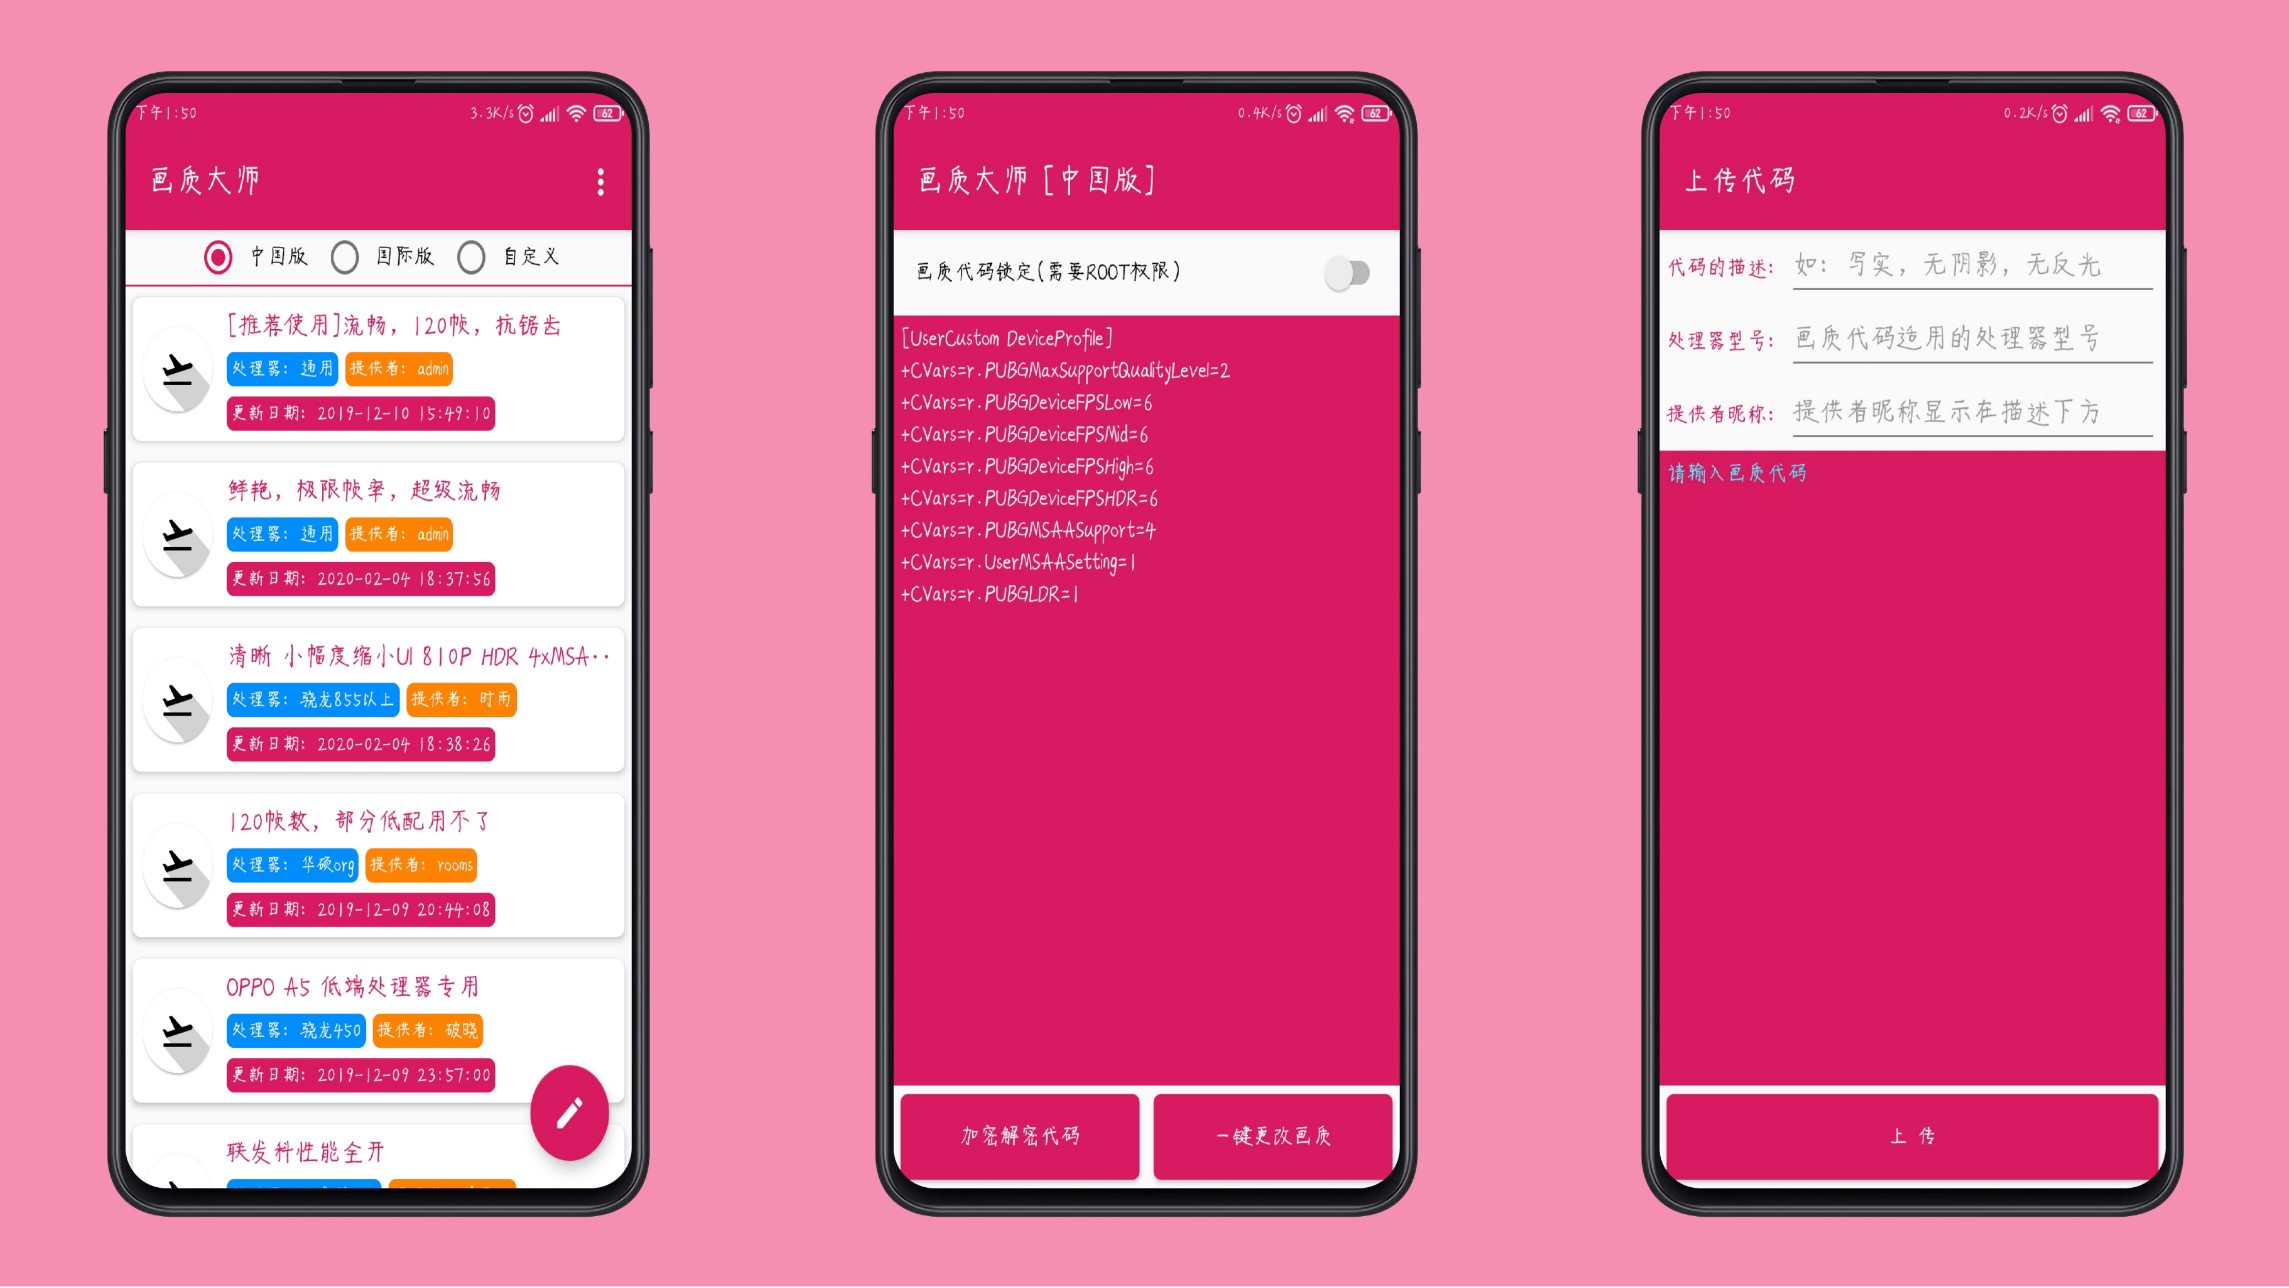 下午1:50
3.3K/s
62
画质大师
中国版
国际版
自定义
[推荐使用]流畅，120帧，抗锯齿
处理器：通用
提供者：admin
更新日期：2019-12-10 15:49:10
鲜艳，极限帧率，超级流畅
处理器：通用
提供者：admin
更新日期：2020-02-04 18:37:56
清晰 小幅度缩小UI 810P HDR 4xMSA··
处理器：骁龙855以上
提供者：时雨
更新日期：2020-02-04 18:38:26
120帧数，部分低配用不了
处理器：华硕org
提供者：rooms
更新日期：2019-12-09 20:44:08
OPPO A5 低端处理器专用
处理器：骁龙450
提供者：破晓
更新日期：2019-12-09 23:57:00
联发科性能全开
下午1:50
0.4K/s
62
画质大师 [中国版]
画质代码锁定(需要ROOT权限)
[UserCustom DeviceProfile]
+CVars=r.PUBGMaxSupportQualityLevel=2
+CVars=r.PUBGDeviceFPSLow=6
+CVars=r.PUBGDeviceFPSMid=6
+CVars=r.PUBGDeviceFPSHigh=6
+CVars=r.PUBGDeviceFPSHDR=6
+CVars=r.PUBGMSAASupport=4
+CVars=r.UserMSAASetting=1
+CVars=r.PUBGLDR=1
加密解密代码
一键更改画质
下午1:50
0.2K/s
62
上传代码
代码的描述：
如：写实，无阴影，无反光
处理器型号：
画质代码适用的处理器型号
提供者昵称：
提供者昵称显示在描述下方
请输入画质代码
上 传